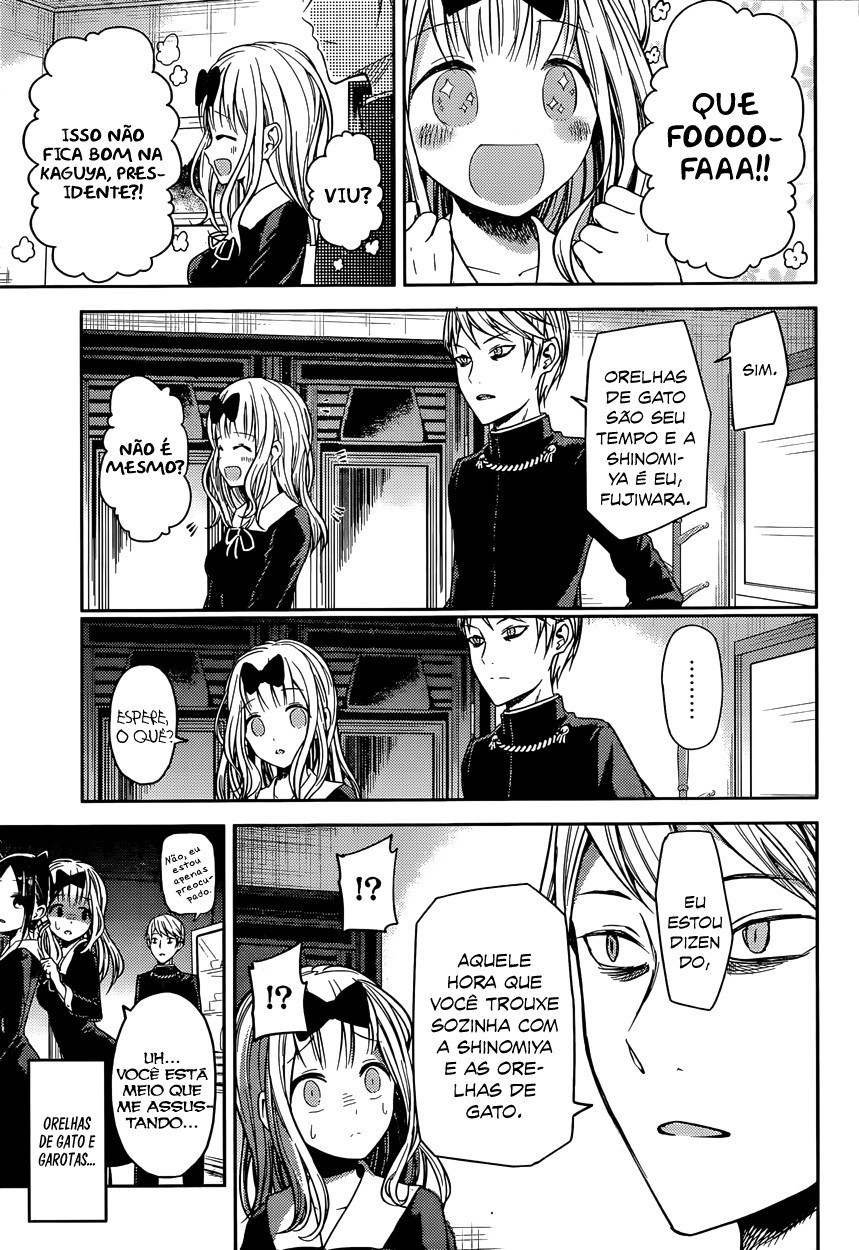 QUE
FOOOO-
FAAA!!
VIU?
ISSO NÃO
FICA BOM NA
KAGUYA, PRES-
IDENTE?!
SIM.
ORELHAS
DE GATO
SÃO SEU
TEMPO E A
SHINOMI-
YA É EU,
FUJIWARA.
NÃO É
MESMO?
.........
ESPERE,
O QUÊ?
EU
ESTOU
DIZEN
DO,
AQUELE
HORA QUE
VOCÊ TROUXE
SOZINHA COM
A SHINOMIYA
E AS ORE-
LHAS DE
GATO.
!?
!?
Não, eu
estou
apenas
preocu-
pado.
UH...
VOCÊ ESTÁ
MEIO QUE
ME ASSUS-
TANDO...
ORELHAS
DE GATO E
GAROTAS...